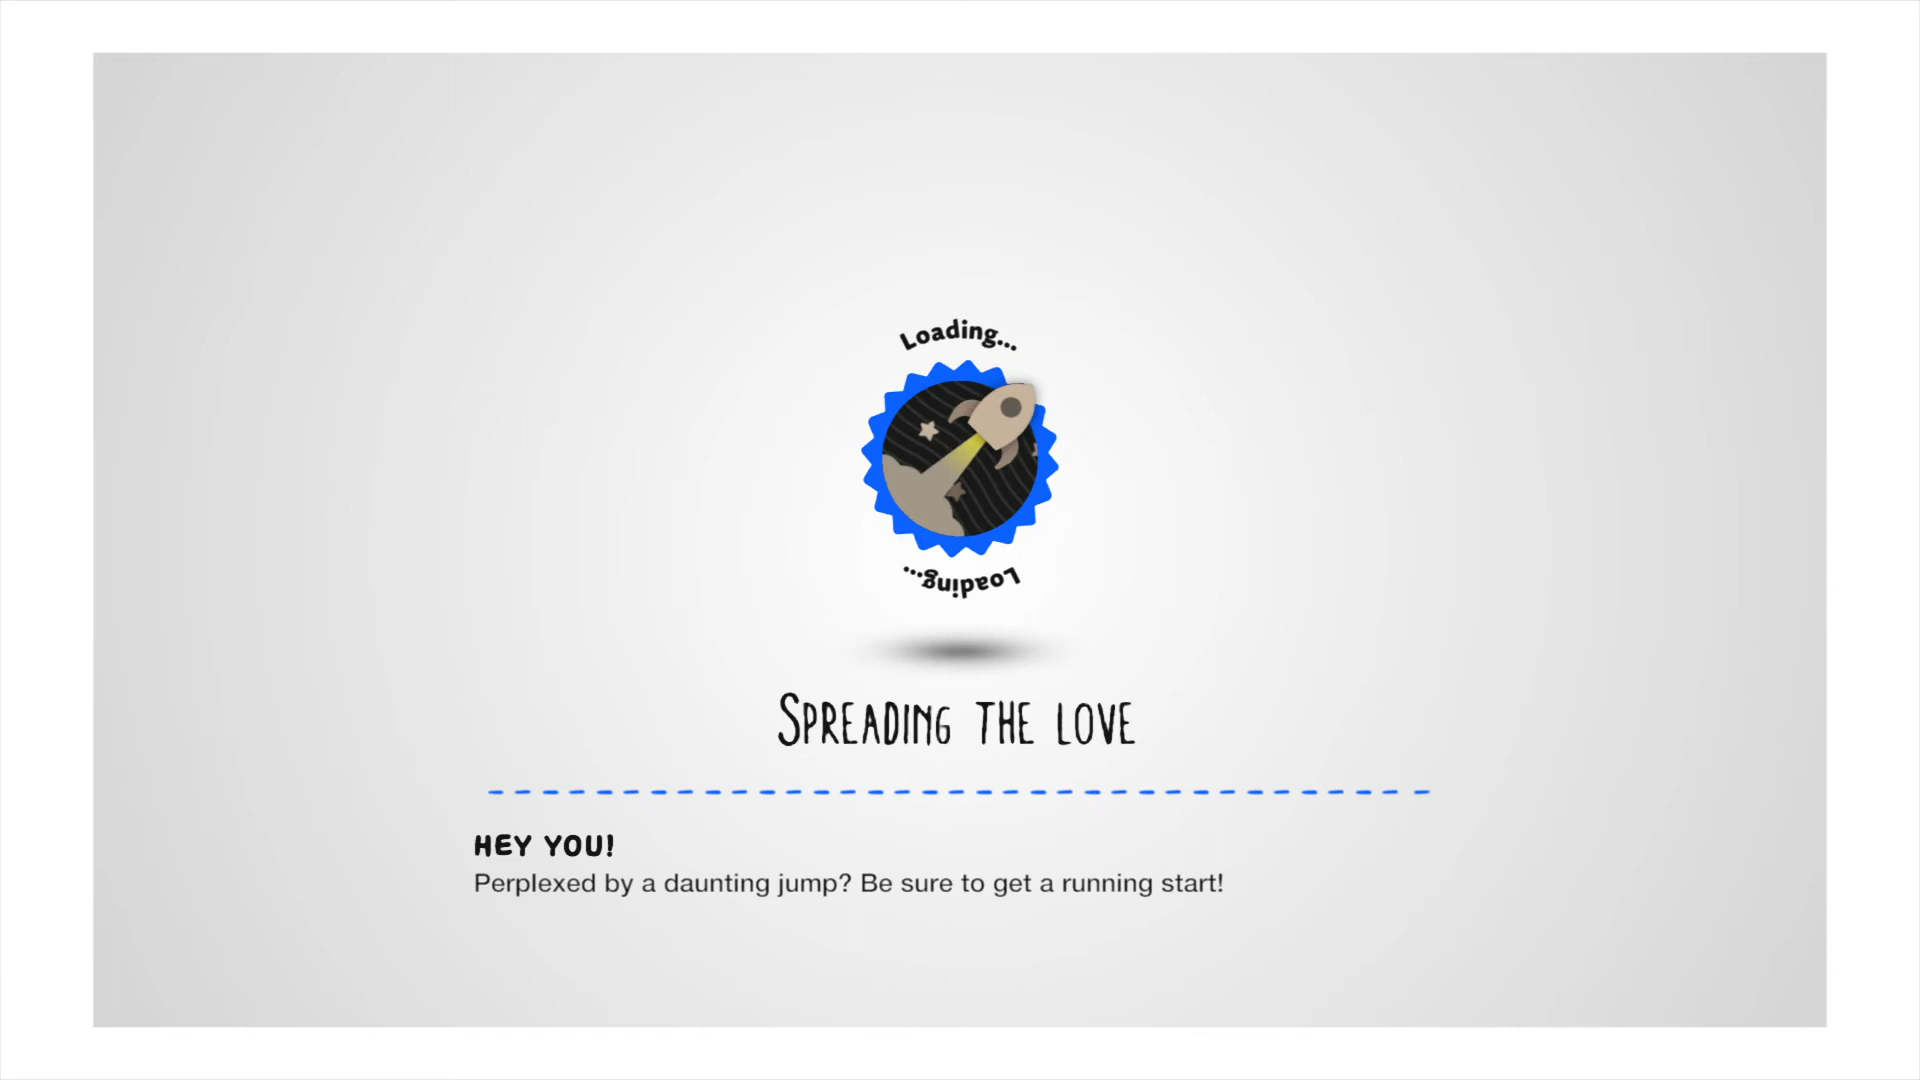 Loading...
Loading...
SPREADING THE LOVE
HEY YOU!
Perplexed by a daunting jump? Be sure to get a running start!